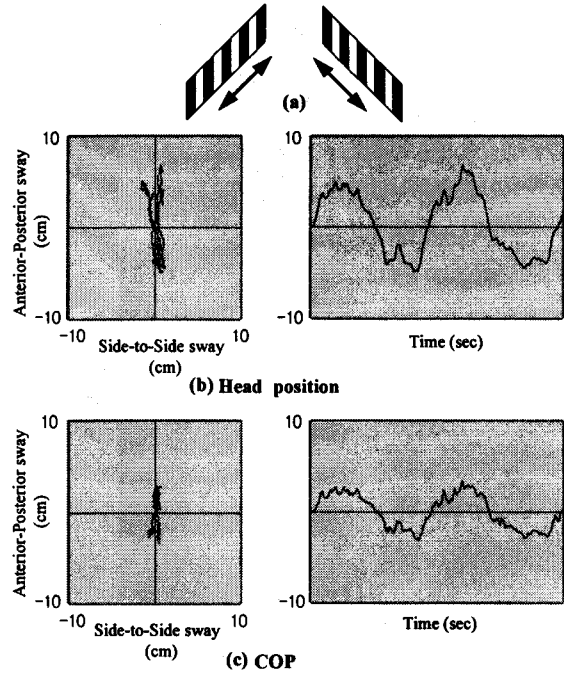 (a)
10
Anterior-Posterior sway
(cm)
−10
−10
10
Side-to-Side sway
(cm)
10
−10
Time (sec)
(b) Head position
10
Anterior-Posterior sway
(cm)
−10
−10
10
Side-to-Side sway
(cm)
10
−10
Time (sec)
(c) COP